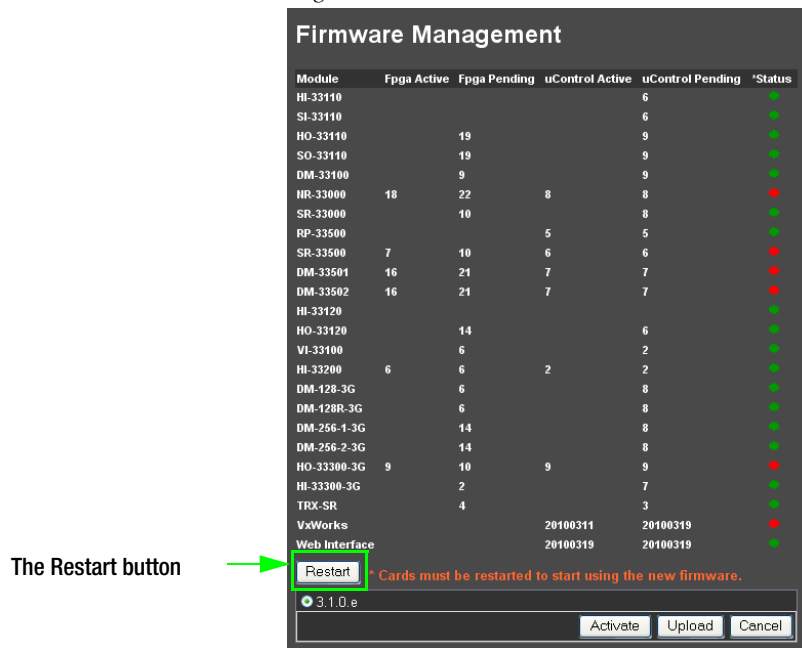 Firmware Management
Module Fpga Active Fpga Pending uControl Active uControl Pending *Status
HI-33110 6
SI-33110 6
HO-33110 19 9
SO-33110 19 9
DM-33100 9 9
NR-33000 18 22 8 8
SR-33000 10 8
RP-33500 5 5
SR-33500 7 10 6 6
DM-33501 16 21 7 7
DM-33502 16 21 7 7
HI-33120
HO-33120 14 6
VI-33100 6 2
HI-33200 6 6 2 2
DM-128-3G 6 8
DM-128R-3G 6 8
DM-256-1-3G 14 8
DM-256-2-3G 14 8
HO-33300-3G 9 10 9 9
HI-33300-3G 2 7
TRX-SR 4 3
VxWorks 20100311 20100319
Web Interface 20100319 20100319
The Restart button
Restart * Cards must be restarted to start using the new firmware.
3.1.0.e
Activate Upload Cancel